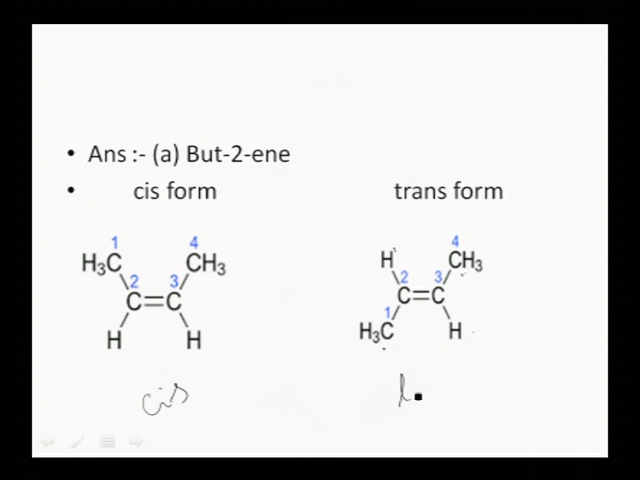 • Ans :- (a) But-2-ene
• cis form trans form
1 4 4
H₃C CH₃ H CH₃
2 3 2 3
C=C C=C
1
H H H₃C H
cis